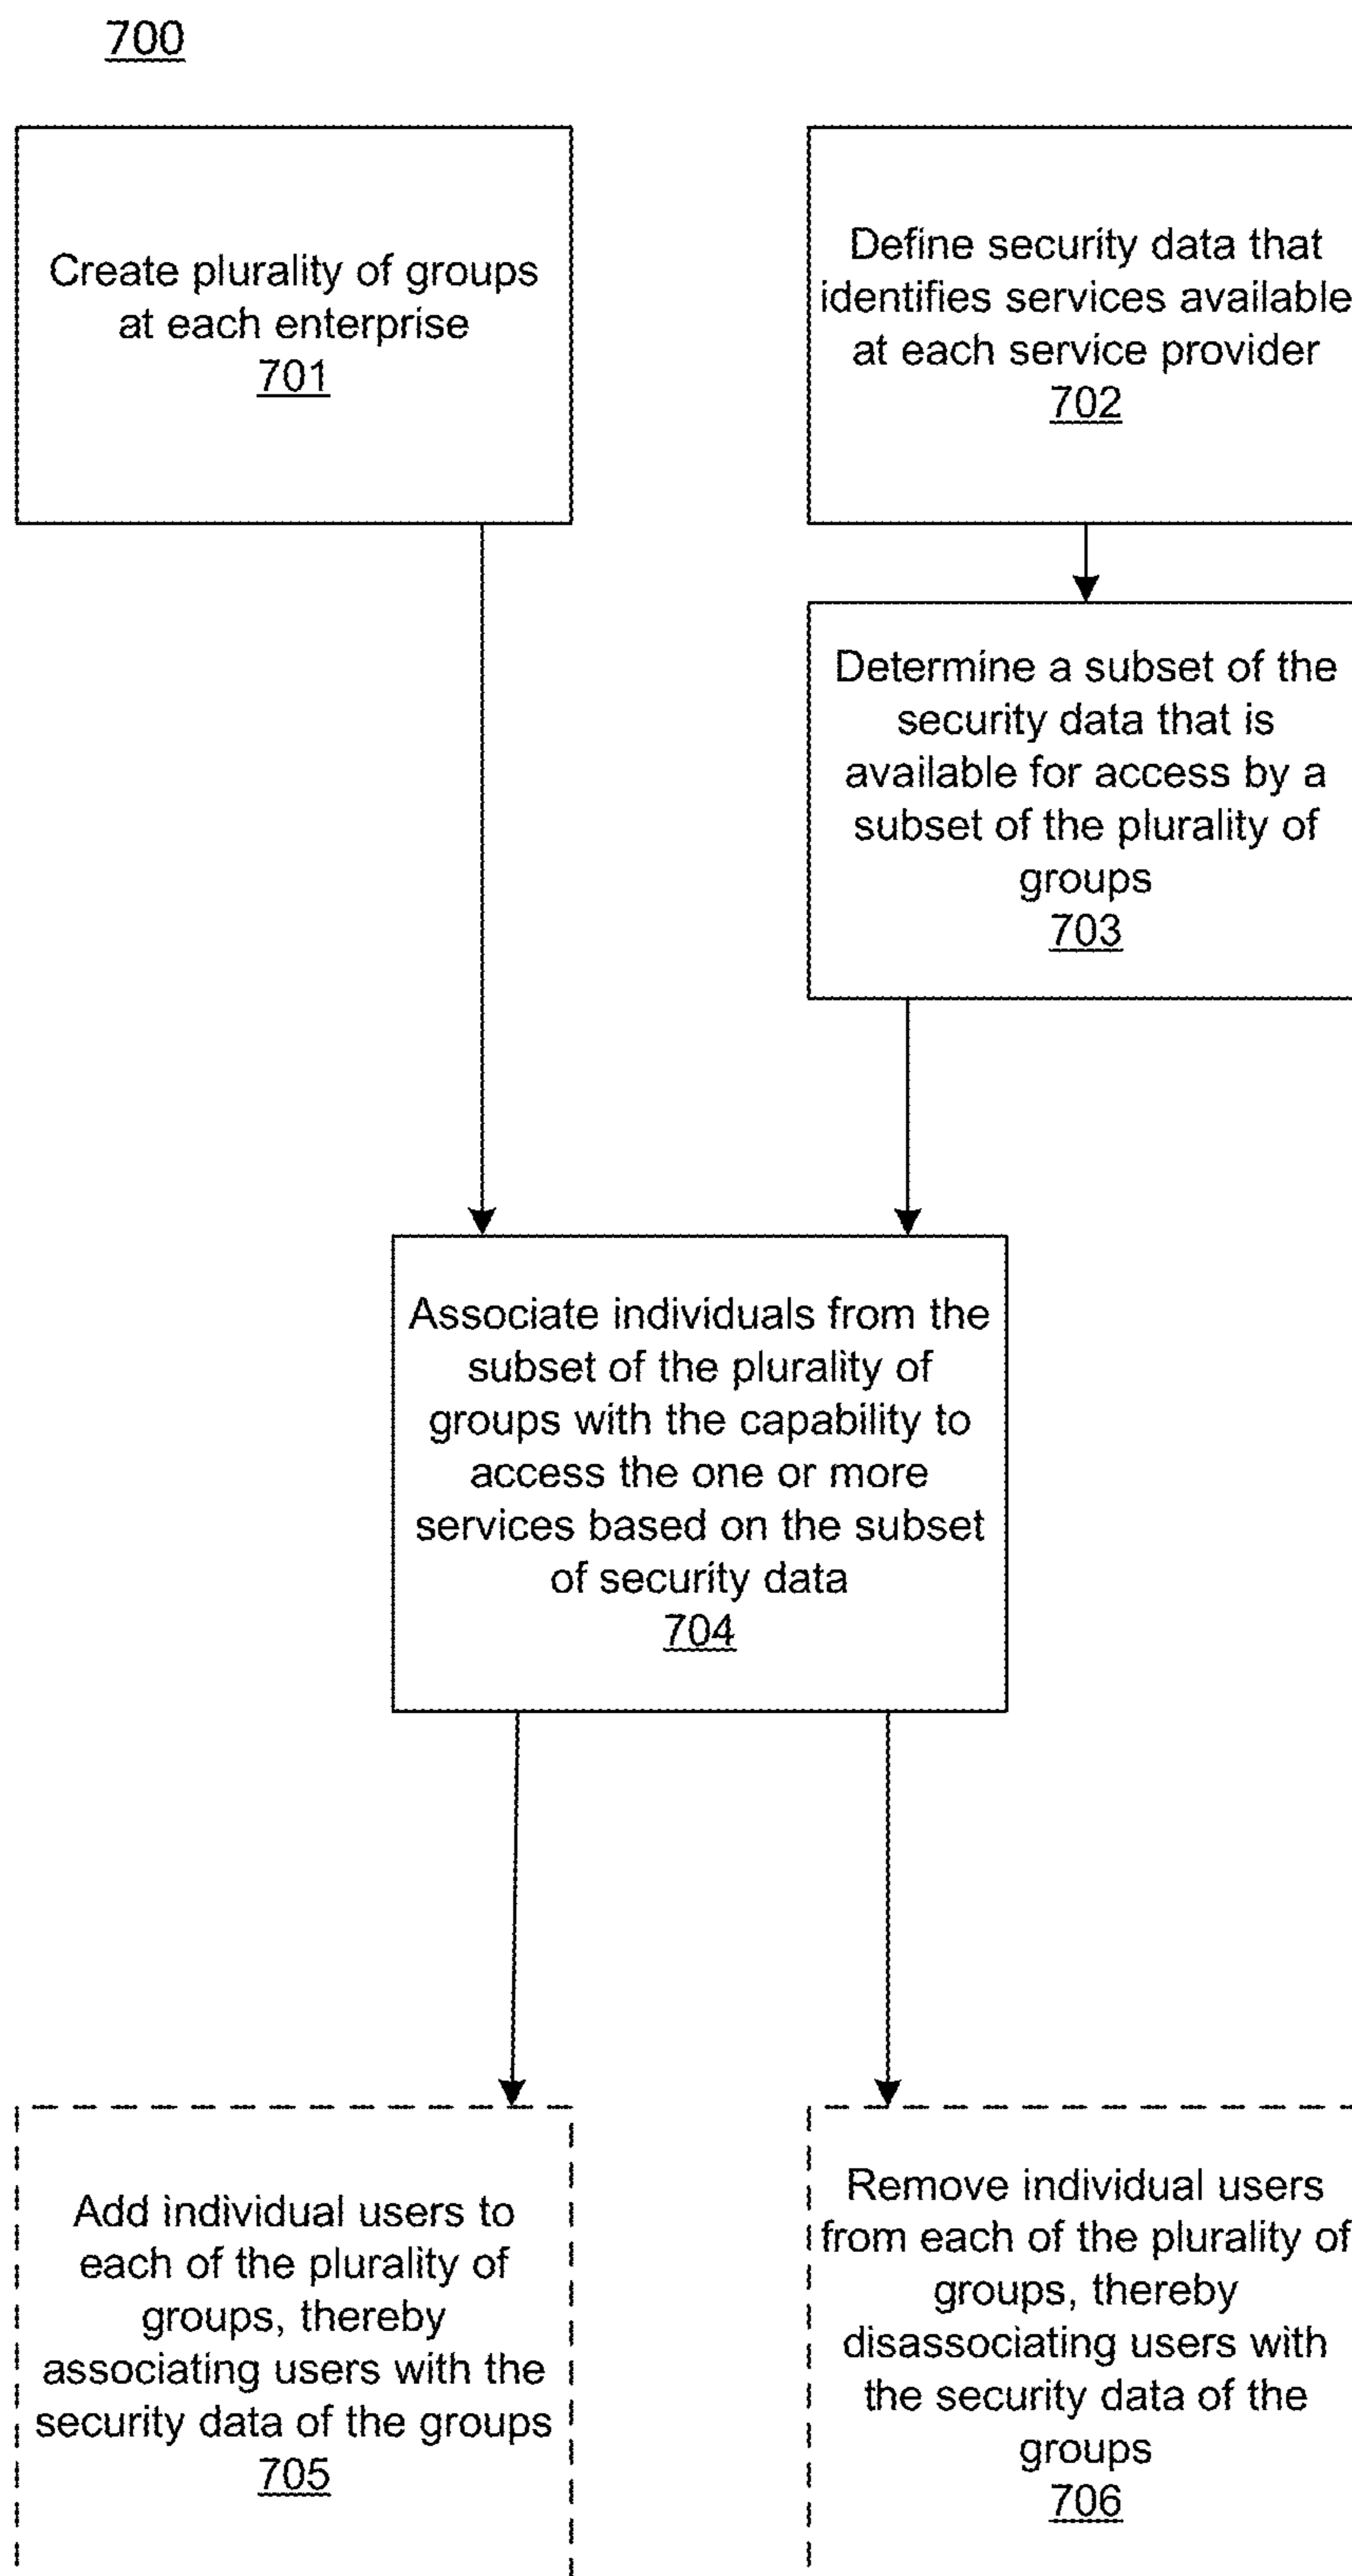 700
Create plurality of groups
at each enterprise
701
Define security data that
identifies services available
at each service provider
702
Determine a subset of the
security data that is
available for access by a
subset of the plurality of
groups
703
Associate individuals from the
subset of the plurality of
groups with the capability to
access the one or more
services based on the subset
of security data
704
Add individual users to
each of the plurality of
groups, thereby
associating users with the
security data of the groups
705
Remove individual users
from each of the plurality of
groups, thereby
disassociating users with
the security data of the
groups
706